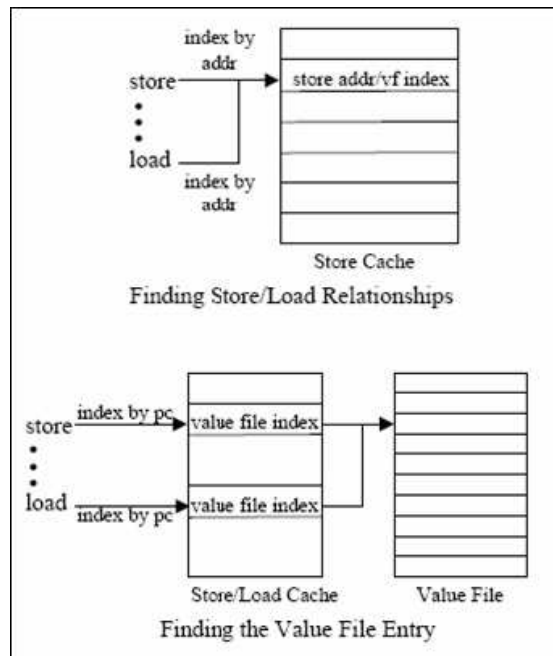 index by
addr
store
store addr/vf index
load
index by
addr
Store Cache
Finding Store/Load Relationships
index by pc
store
value file index
load
value file index
index by pc
Store/Load Cache
Value File
Finding the Value File Entry